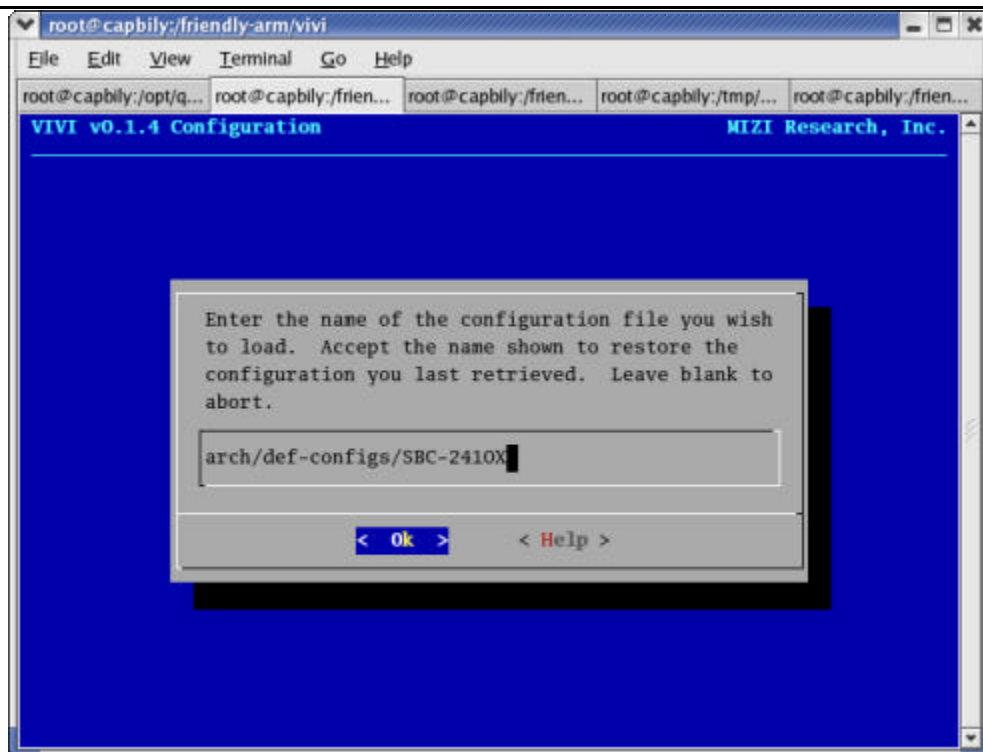 root@capbily:/friendly-arm/vivi
File Edit View Terminal Go Help
root@capbily:/opt/q... root@capbily:/frien... root@capbily:/frien... root@capbily:/tmp/... root@capbily:/frien...
VIVI v0.1.4 Configuration MIZI Research, Inc.
Enter the name of the configuration file you wish
to load. Accept the name shown to restore the
configuration you last retrieved. Leave blank to
abort.
arch/def-configs/SBC-2410X
< Ok > < Help >